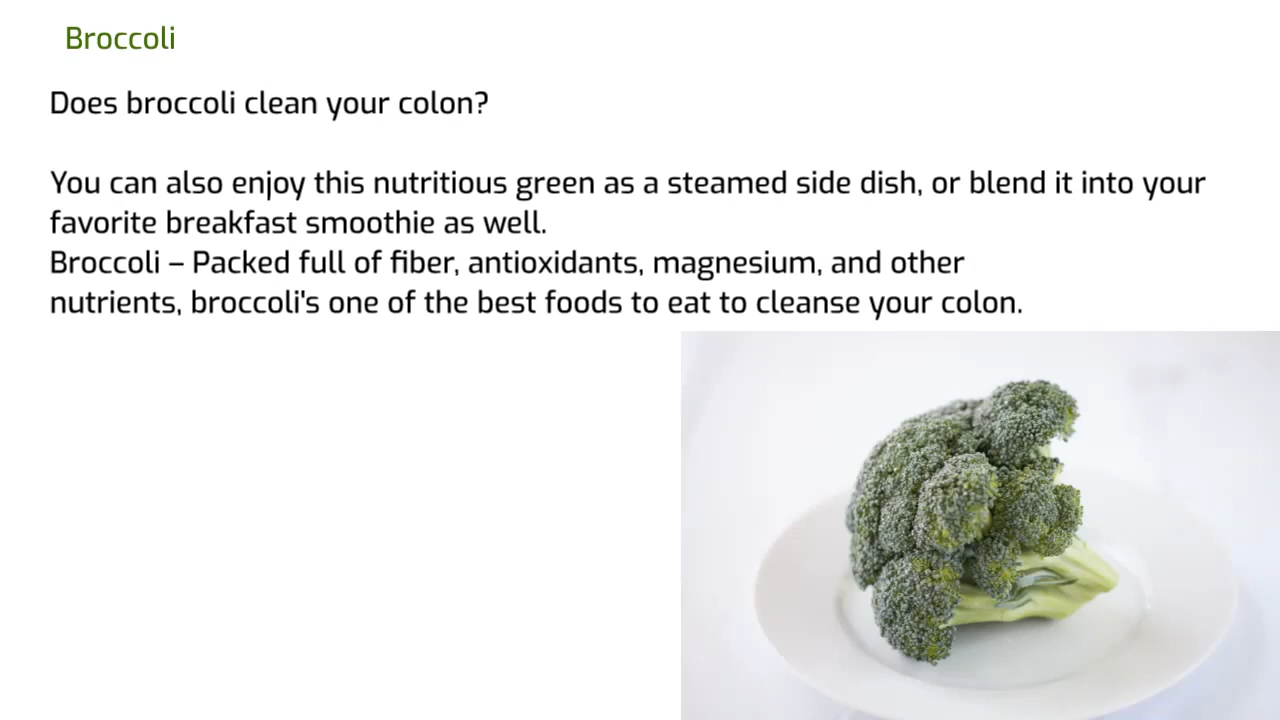 Broccoli
Does broccoli clean your colon?
You can also enjoy this nutritious green as a steamed side dish, or blend it into your
favorite breakfast smoothie as well.
Broccoli – Packed full of fiber, antioxidants, magnesium, and other
nutrients, broccoli's one of the best foods to eat to cleanse your colon.